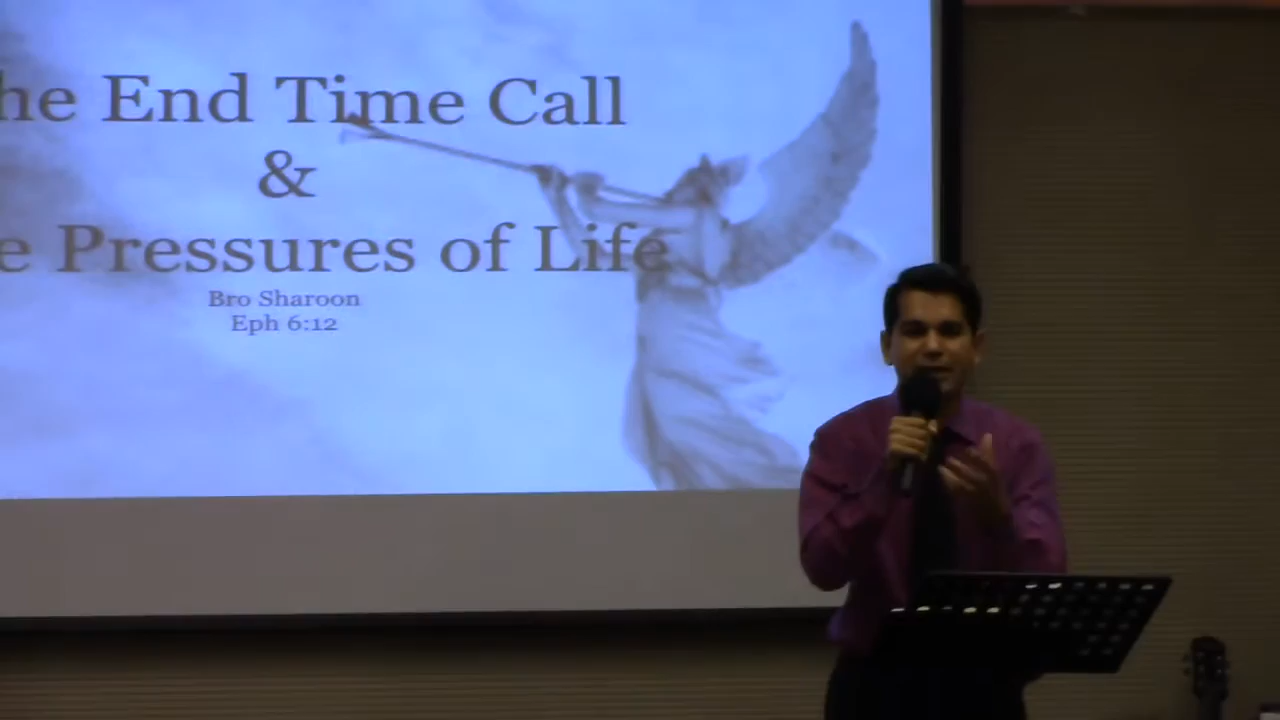 he End Time Call
&
e Pressures of Life
Bro Sharoon
Eph 6:12